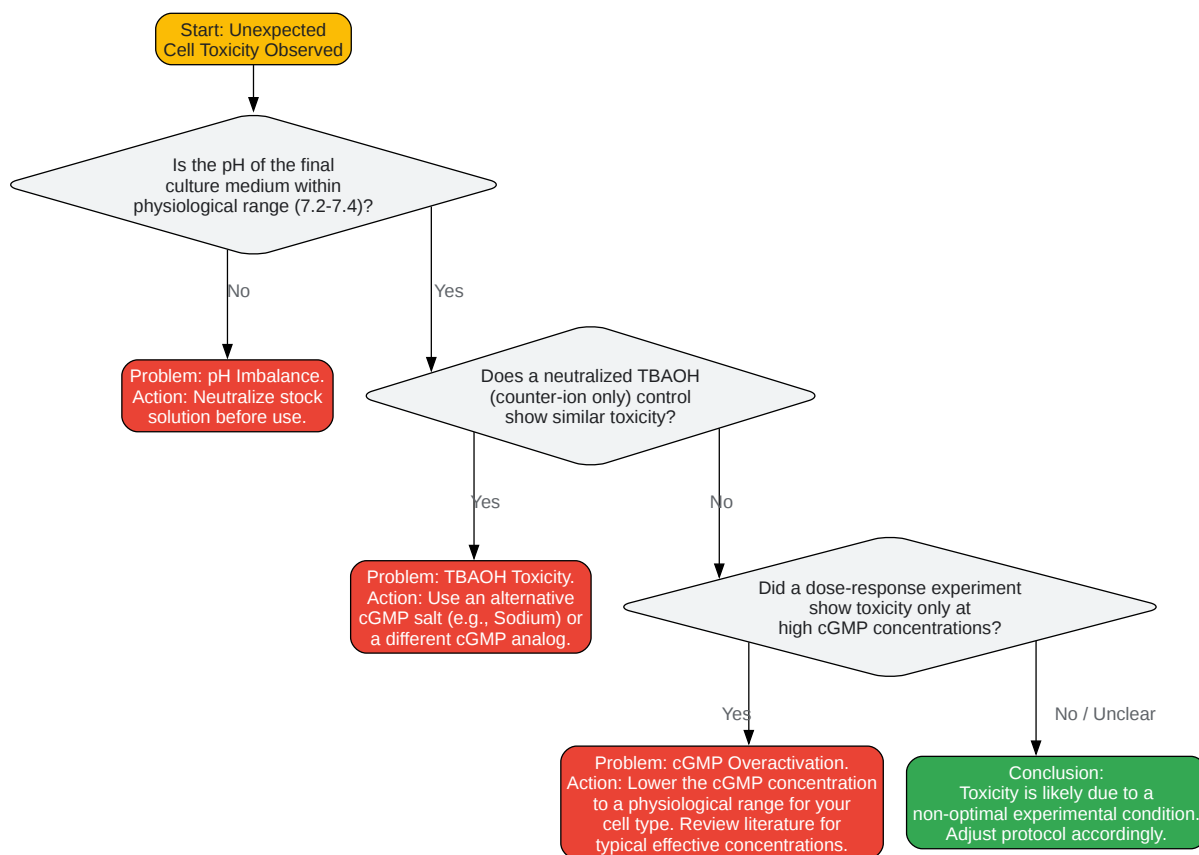 Start: Unexpected
Cell Toxicity Observed
Is the pH of the final
culture medium within
physiological range (7.2-7.4)?
No
Yes
Problem: pH Imbalance.
Action: Neutralize stock
solution before use.
Does a neutralized TBAOH
(counter-ion only) control
show similar toxicity?
Yes
No
Problem: TBAOH Toxicity.
Action: Use an alternative
cGMP salt (e.g., Sodium) or
a different cGMP analog.
Did a dose-response experiment
show toxicity only at
high cGMP concentrations?
Yes
No / Unclear
Problem: cGMP Overactivation.
Action: Lower the cGMP concentration
to a physiological range for your
cell type. Review literature for
typical effective concentrations.
Conclusion:
Toxicity is likely due to a
non-optimal experimental condition.
Adjust protocol accordingly.